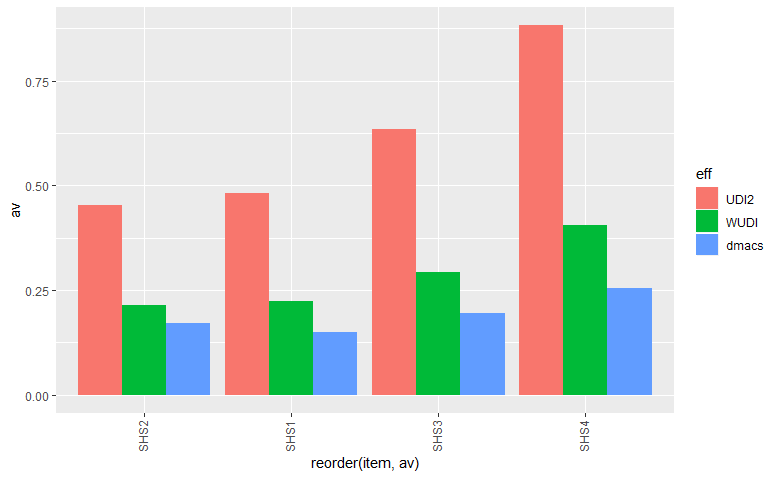 av
0.75
0.50
0.25
0.00
SHS2
SHS1
SHS3
SHS4
reorder(item, av)
eff
UDI2
WUDI
dmacs